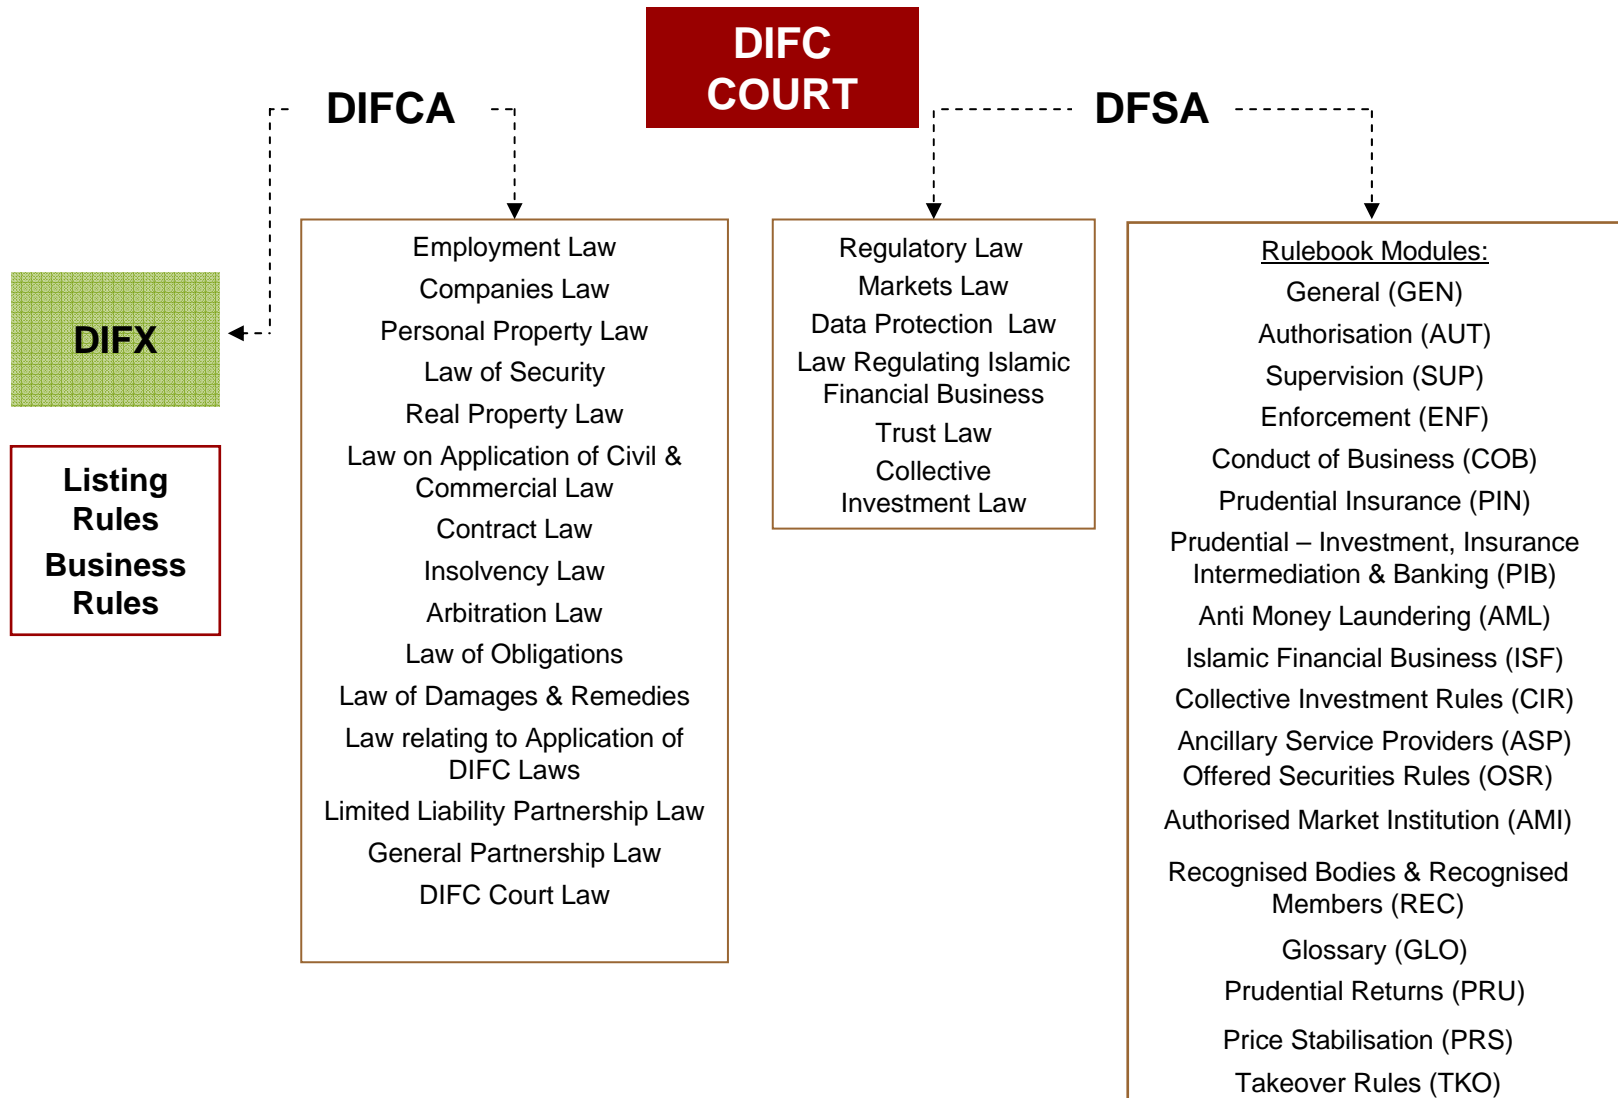 DIFC
COURT
DIFCA
DFSA
DIFX
Listing
Rules
Business
Rules
Employment Law
Companies Law
Personal Property Law
Law of Security
Real Property Law
Law on Application of Civil &
Commercial Law
Contract Law
Insolvency Law
Arbitration Law
Law of Obligations
Law of Damages & Remedies
Law relating to Application of
DIFC Laws
Limited Liability Partnership Law
General Partnership Law
DIFC Court Law
Regulatory Law
Markets Law
Data Protection  Law
Law Regulating Islamic
Financial Business
Trust Law
Collective
Investment Law
Rulebook Modules:
General (GEN)
Authorisation (AUT)
Supervision (SUP)
Enforcement (ENF)
Conduct of Business (COB)
Prudential Insurance (PIN)
Prudential – Investment, Insurance
Intermediation & Banking (PIB)
Anti Money Laundering (AML)
Islamic Financial Business (ISF)
Collective Investment Rules (CIR)
Ancillary Service Providers (ASP)
Offered Securities Rules (OSR)
Authorised Market Institution (AMI)
Recognised Bodies & Recognised
Members (REC)
Glossary (GLO)
Prudential Returns (PRU)
Price Stabilisation (PRS)
Takeover Rules (TKO)